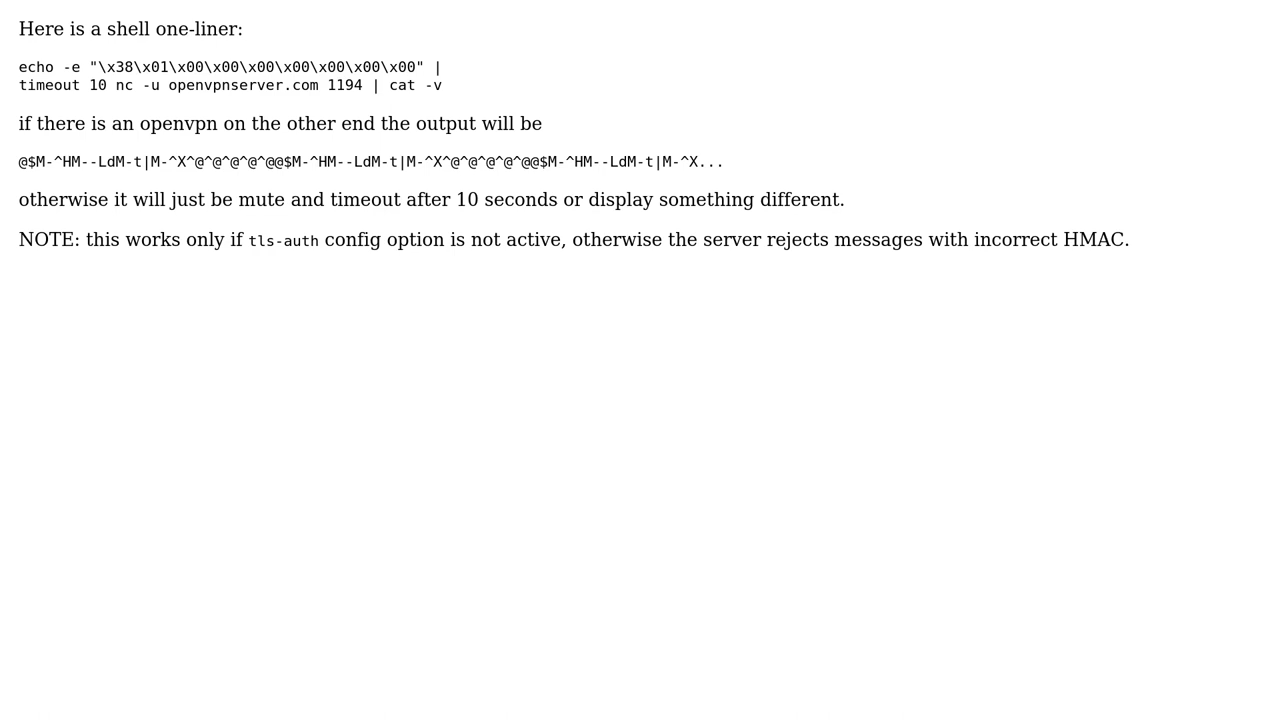 Here is a shell one-liner:
echo -e "\x38\x01\x00\x00\x00\x00\x00\x00\x00" |
timeout 10 nc -u openvpnserver.com 1194 | cat -v
if there is an openvpn on the other end the output will be
@$M-^HM--LdM-t|M-^X^@^@^@^@^@@$M-^HM--LdM-t|M-^X^@^@^@^@^@@$M-^HM--LdM-t|M-^X...
otherwise it will just be mute and timeout after 10 seconds or display something different.
NOTE: this works only if tls-auth config option is not active, otherwise the server rejects messages with incorrect HMAC.